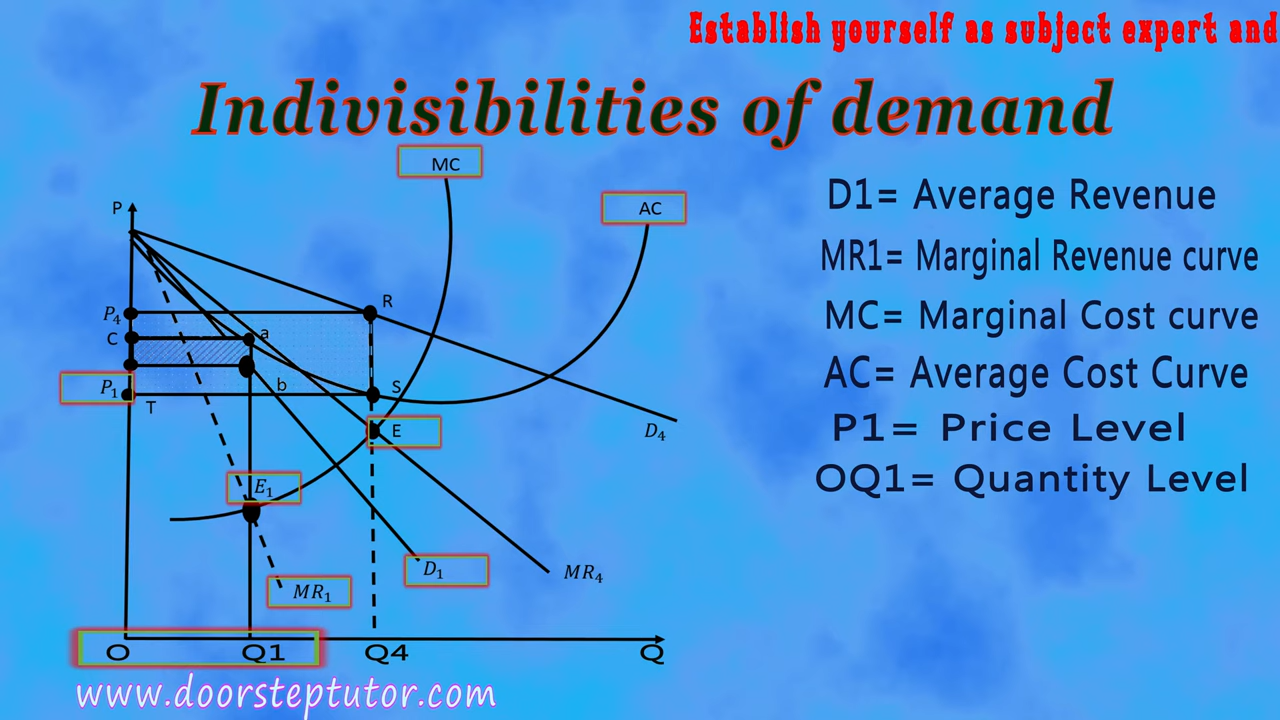 Establish yourself as subject expert and
Indivisibilities of demand
MC
AC
P
D1= Average Revenue
MR1= Marginal Revenue curve
MC= Marginal Cost curve
AC= Average Cost Curve
P1= Price Level
OQ1= Quantity Level
R
P₄
C
a
P₁
T
b
S
E
D₄
E₁
D₁
MR₄
MR₁
O
Q1
Q4
Q
www.doorsteptutor.com